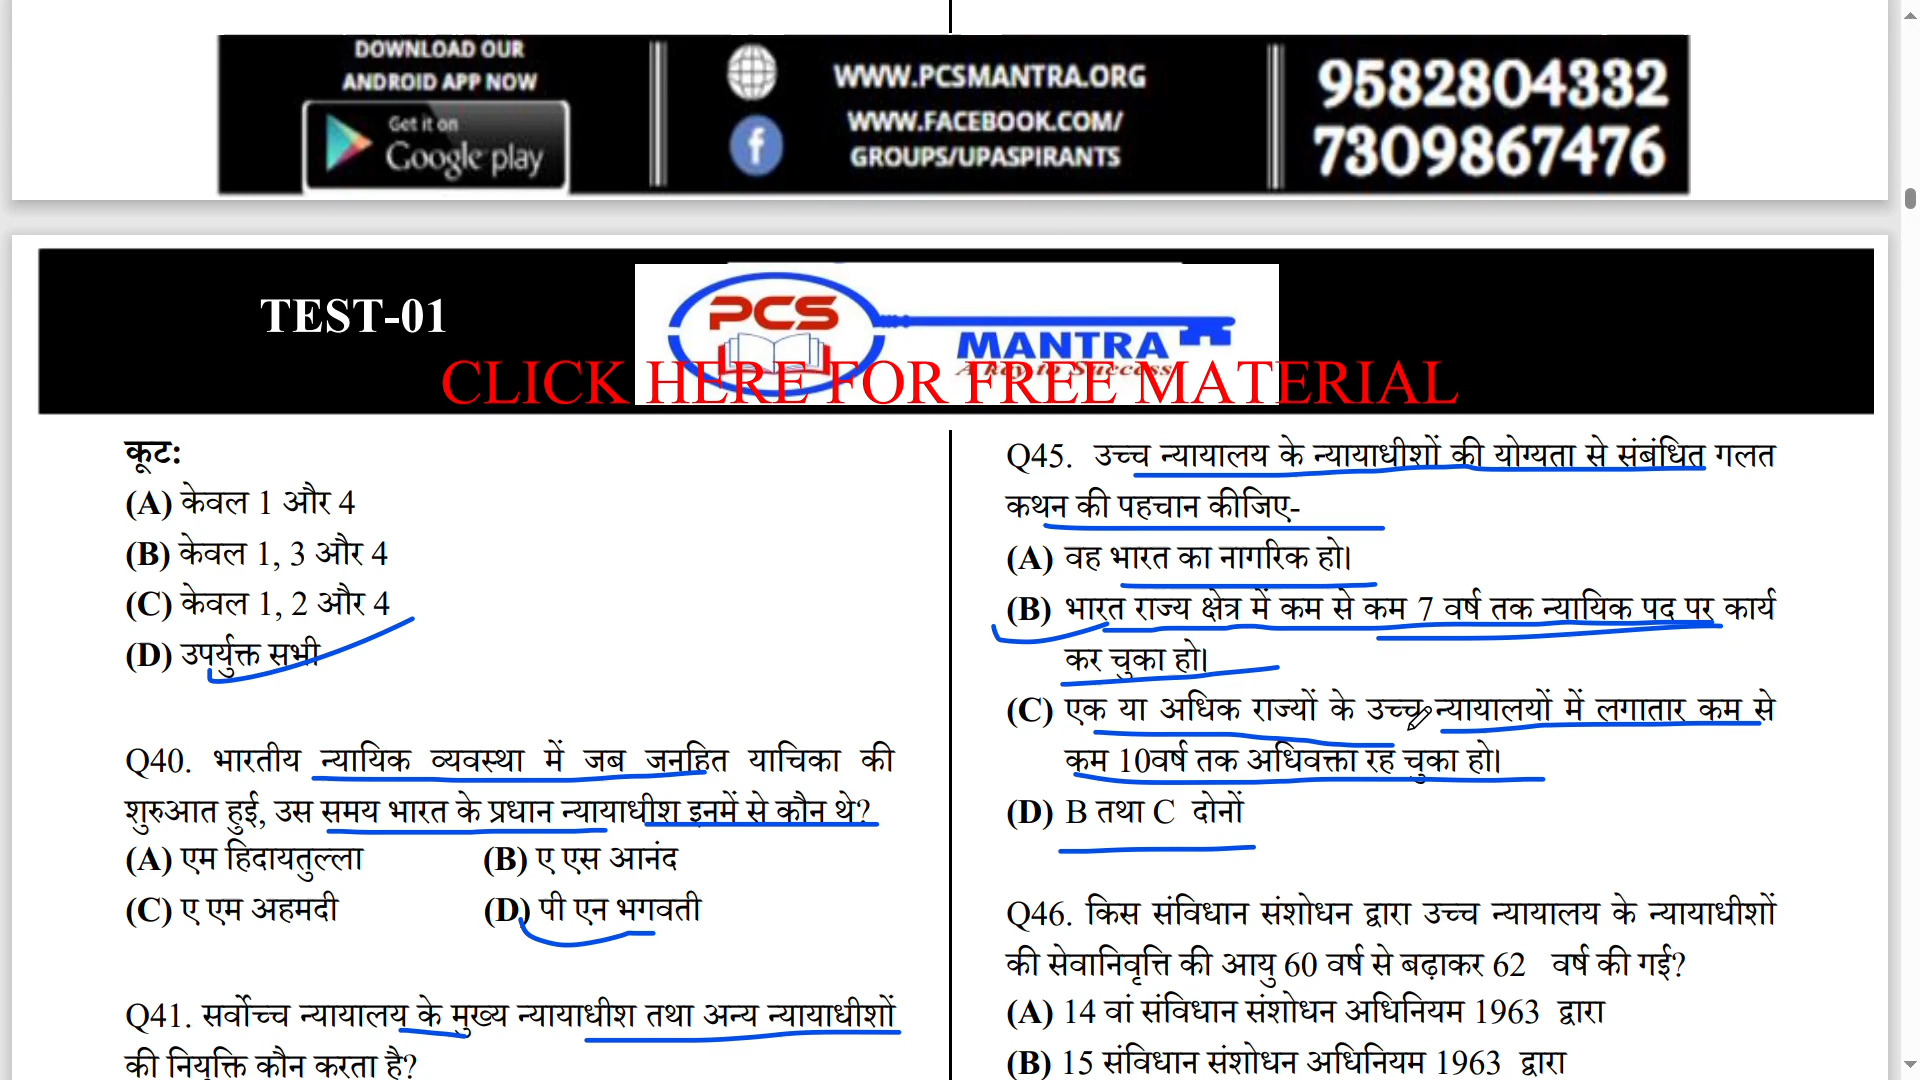 DOWNLOAD OUR
ANDROID APP NOW
Get it on
Google play
WWW.PCSMANTRA.ORG
WWW.FACEBOOK.COM/
GROUPS/UPASPIRANTS
9582804332
7309867476
TEST-01
PCS
MANTRA
A key to Success
CLICK HERE FOR FREE MATERIAL
कूट:
(A) केवल 1 और 4
(B) केवल 1, 3 और 4
(C) केवल 1, 2 और 4
(D) उपर्युक्त सभी
Q40. भारतीय न्यायिक व्यवस्था में जब जनहित याचिका की
शुरुआत हुई, उस समय भारत के प्रधान न्यायाधीश इनमें से कौन थे?
(A) एम हिदायतुल्ला (B) ए एस आनंद
(C) ए एम अहमदी (D) पी एन भगवती
Q41. सर्वोच्च न्यायालय के मुख्य न्यायाधीश तथा अन्य न्यायाधीशों
की नियुक्ति कौन करता है?
Q45. उच्च न्यायालय के न्यायाधीशों की योग्यता से संबंधित गलत
कथन की पहचान कीजिए-
(A) वह भारत का नागरिक हो।
(B) भारत राज्य क्षेत्र में कम से कम 7 वर्ष तक न्यायिक पद पर कार्य
कर चुका हो।
(C) एक या अधिक राज्यों के उच्च न्यायालयों में लगातार कम से
कम 10वर्ष तक अधिवक्ता रह चुका हो।
(D) B तथा C दोनों
Q46. किस संविधान संशोधन द्वारा उच्च न्यायालय के न्यायाधीशों
की सेवानिवृत्ति की आयु 60 वर्ष से बढ़ाकर 62 वर्ष की गई?
(A) 14 वां संविधान संशोधन अधिनियम 1963 द्वारा
(B) 15 संविधान संशोधन अधिनियम 1963 द्वारा